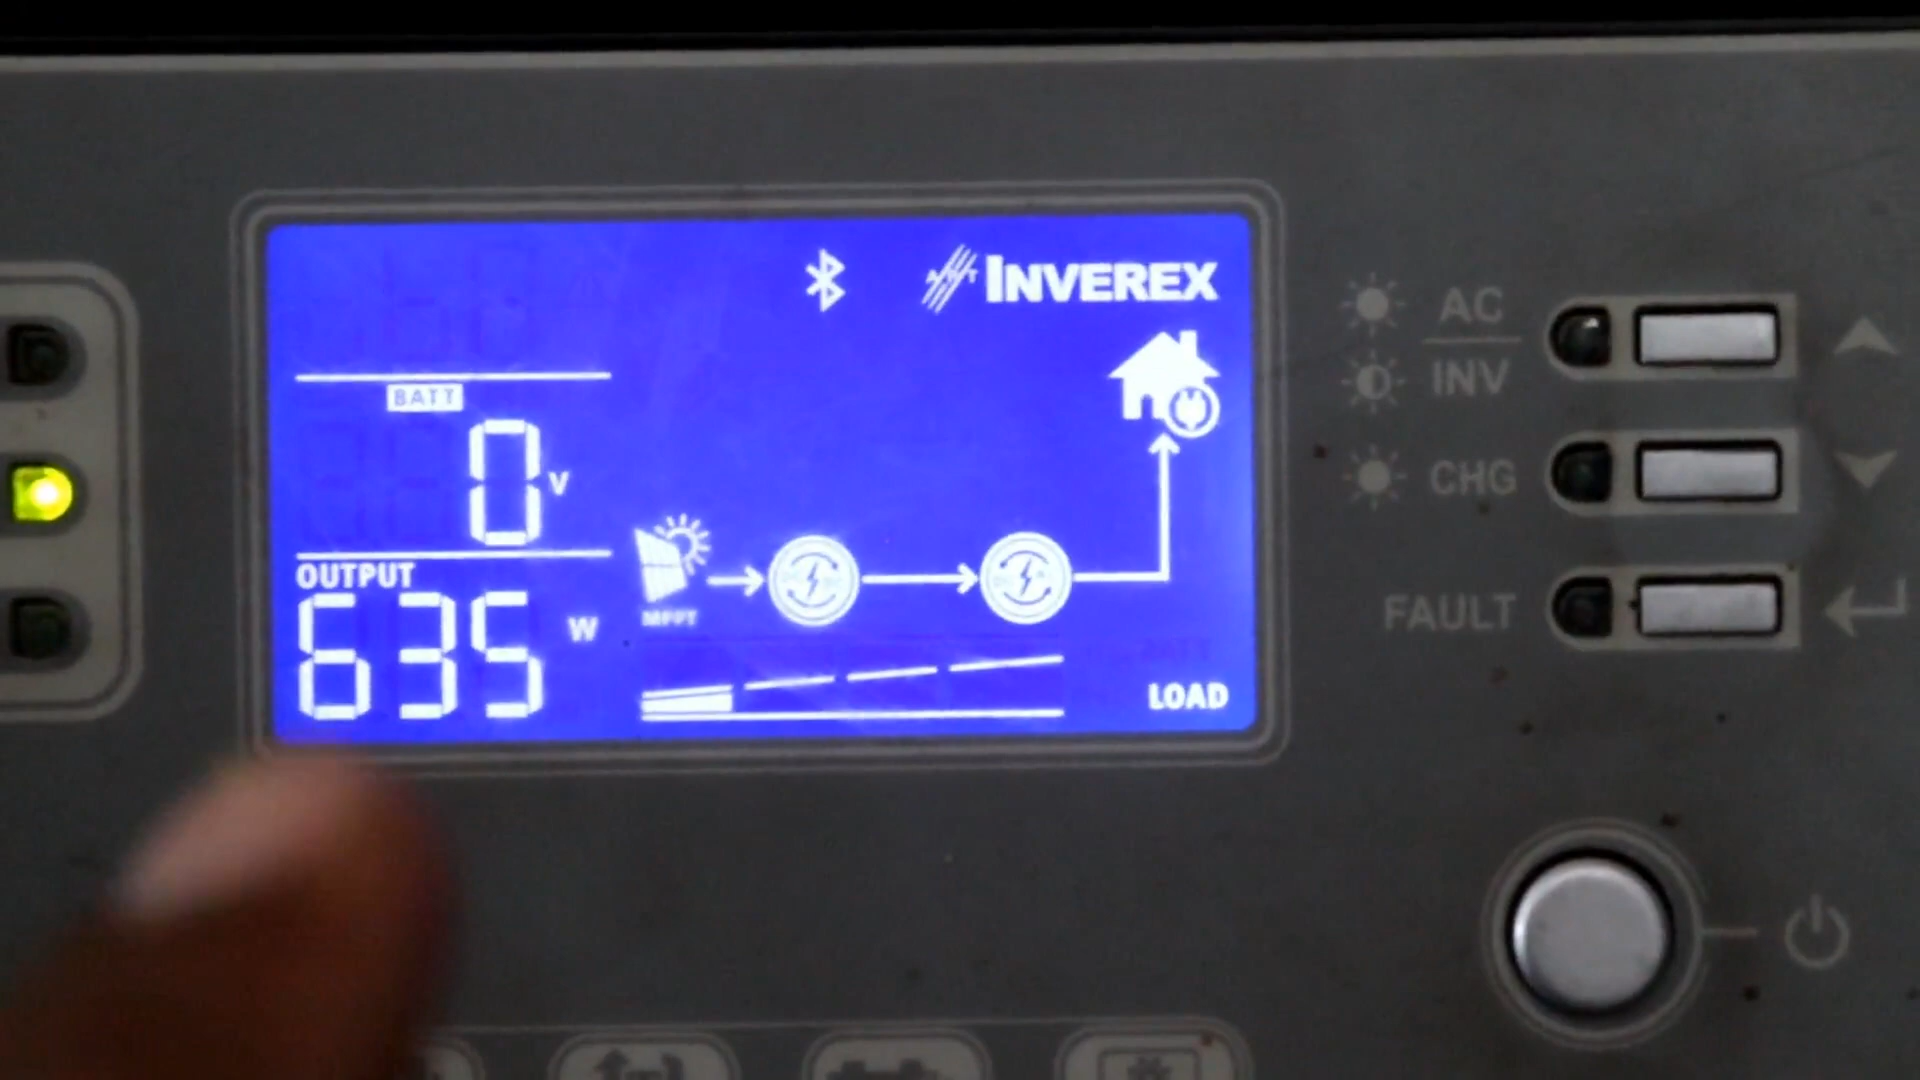 INVEREX
BATT
0 V
OUTPUT
635 W
MPPT
LOAD
AC
INV
CHG
FAULT